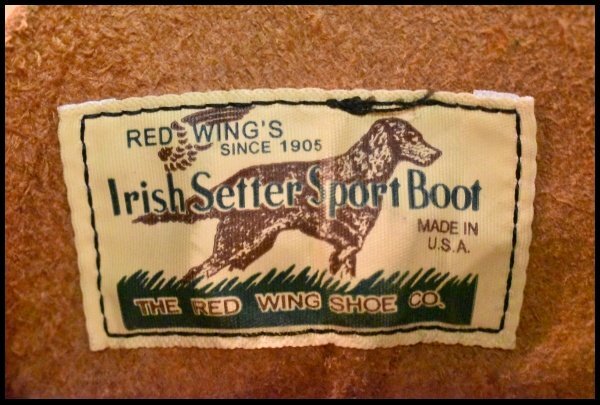 RED WING'S
SINCE 1905
Irish Setter Sport Boot
MADE IN
U.S.A.
THE RED WING SHOE CO.